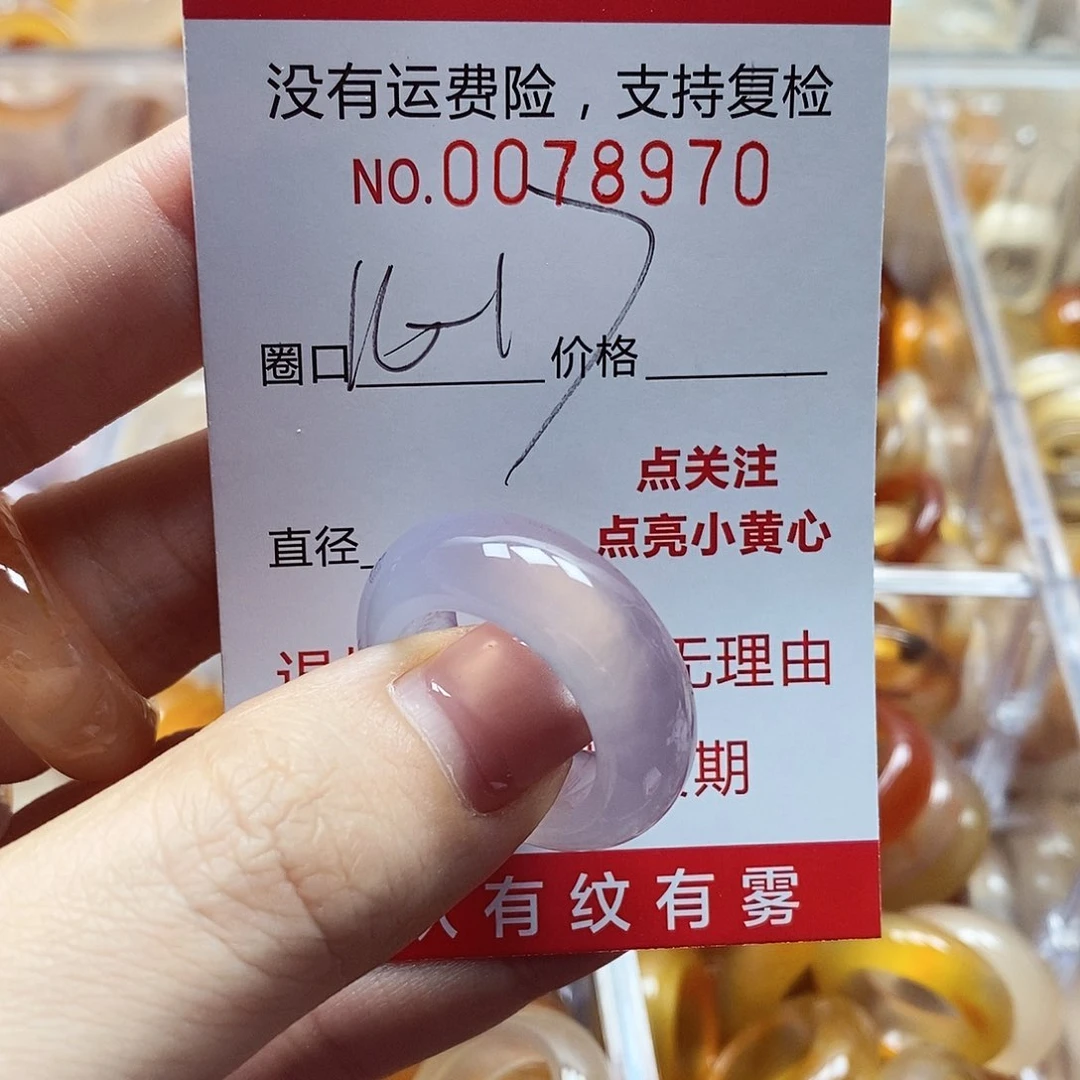 没有运费险，支持复检
NO.0078970
圈口 价格
点关注
直径 点亮小黄心
无理由
期
有纹有雾